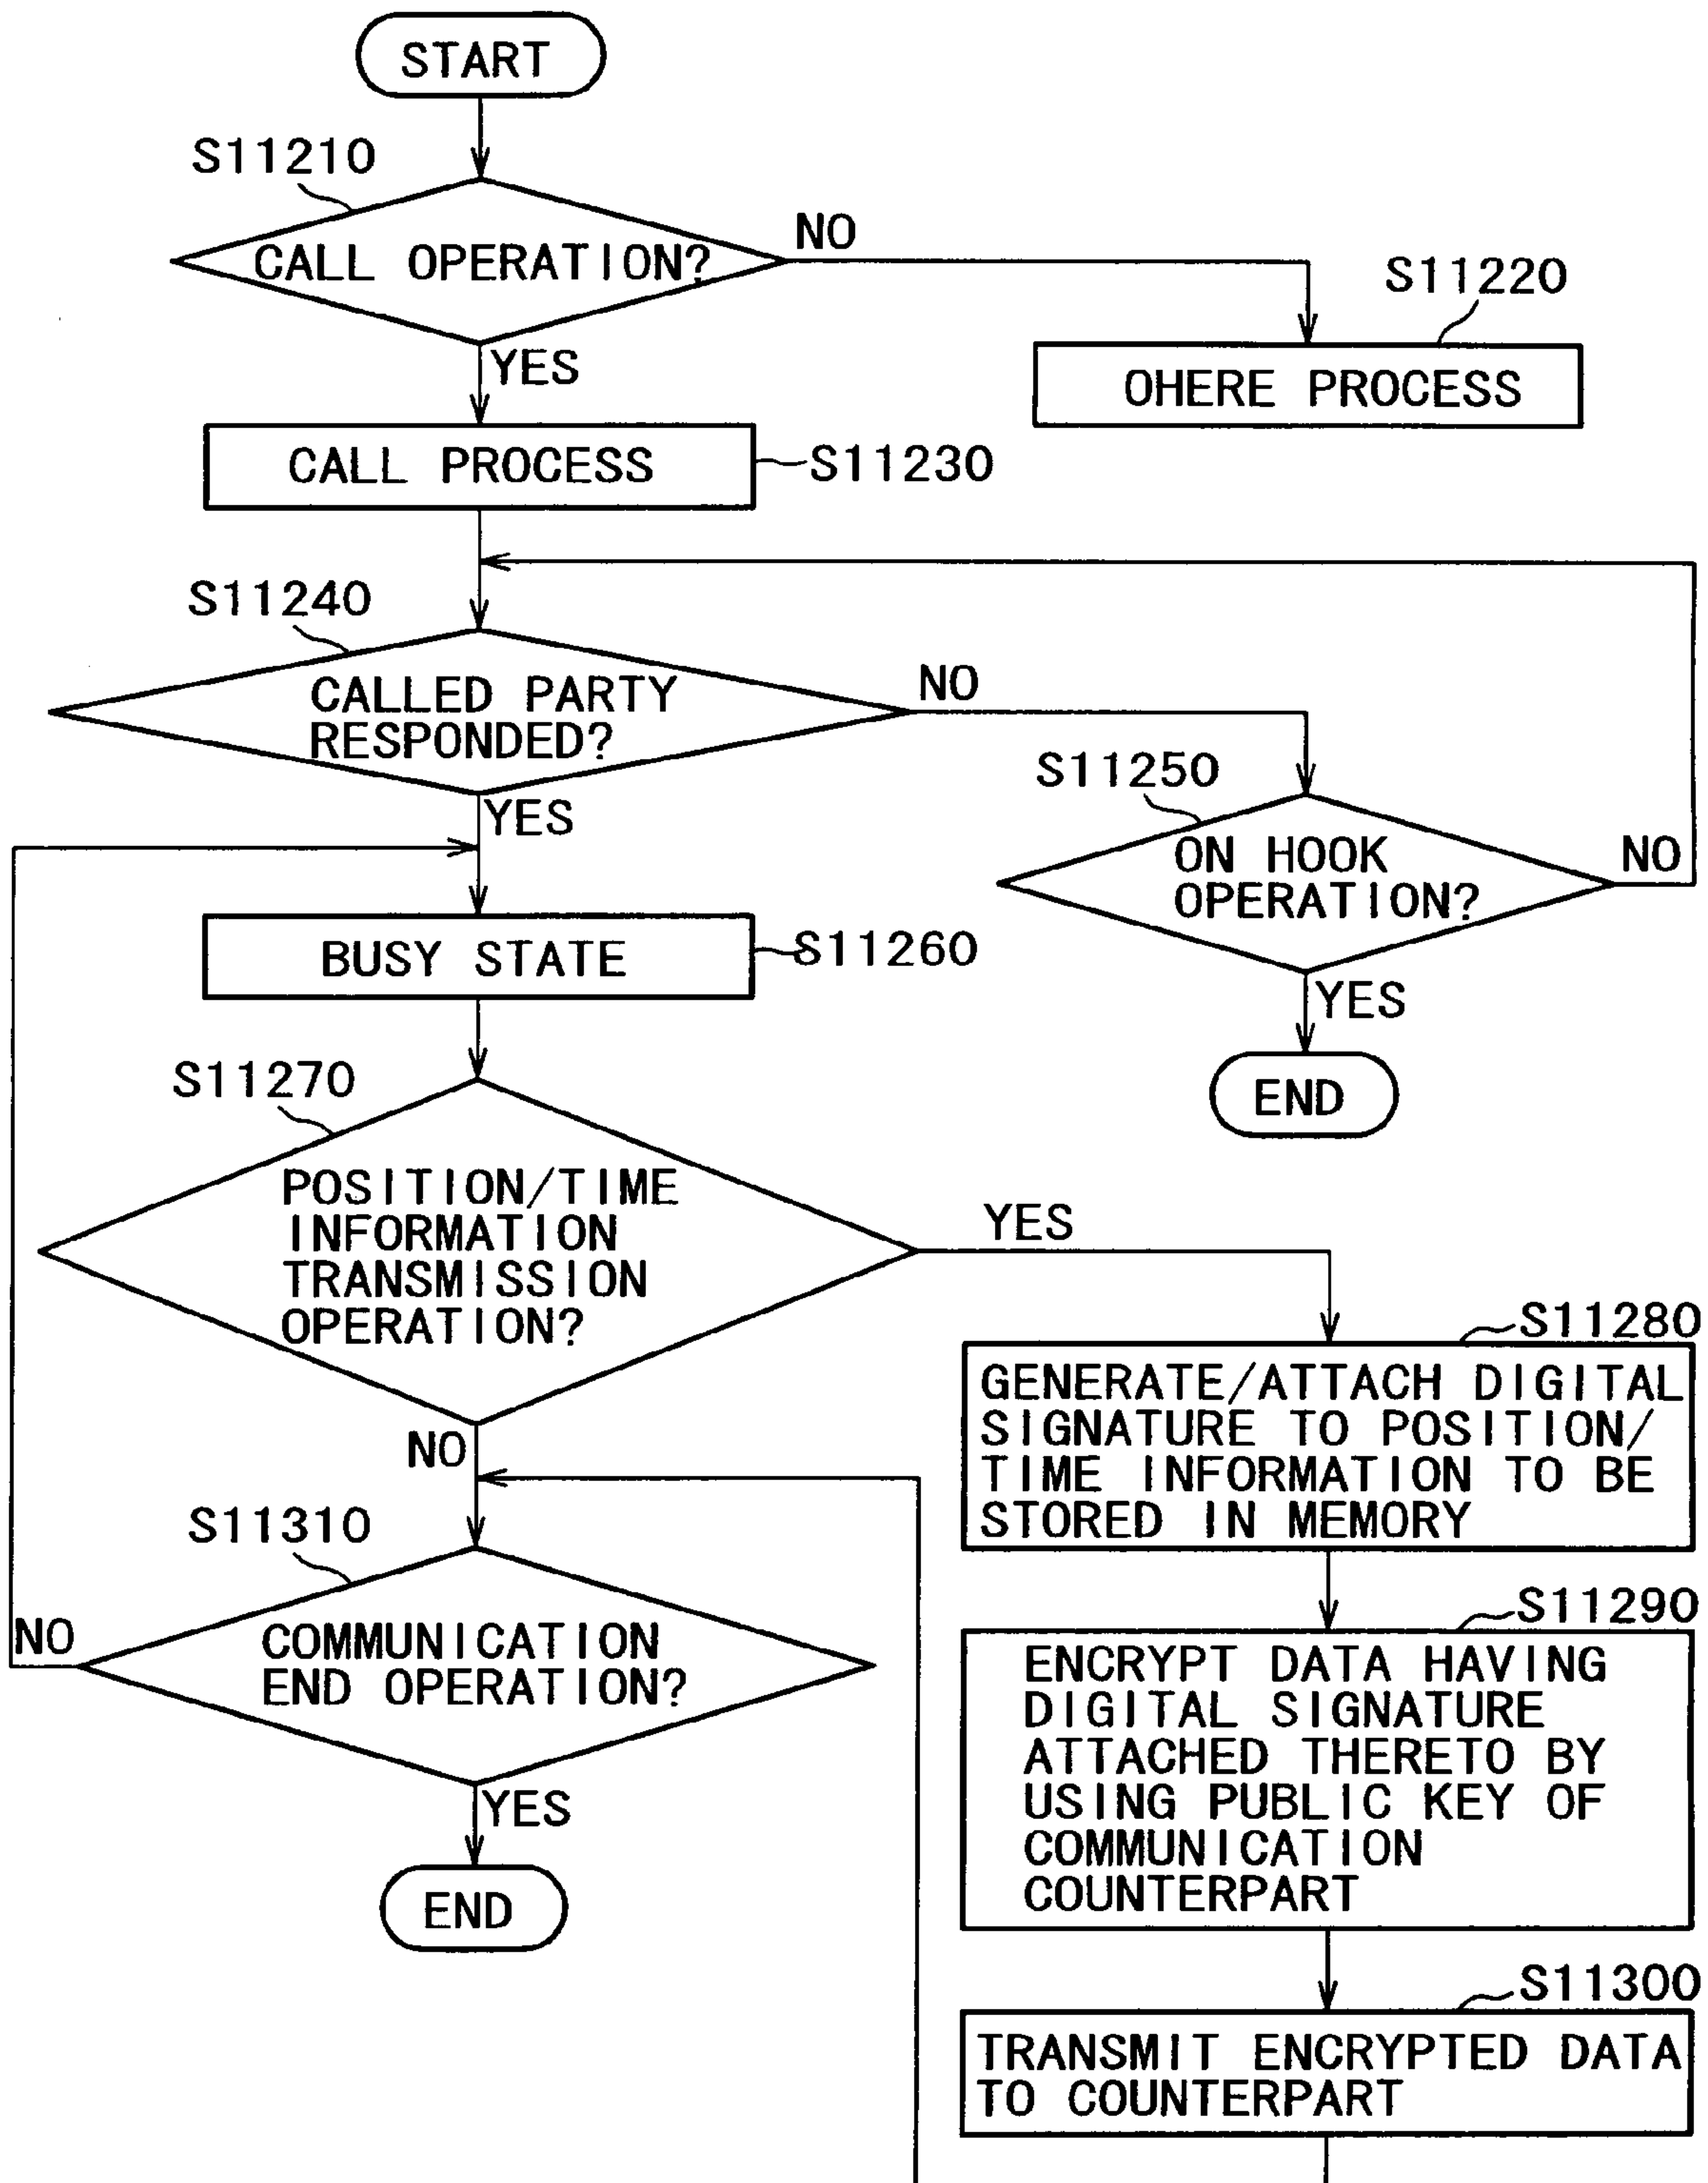 START
S11210
CALL OPERATION?
NO
S11220
OHERE PROCESS
YES
CALL PROCESS
S11230
S11240
CALLED PARTY
RESPONDED?
NO
YES
S11250
ON HOOK
OPERATION?
NO
YES
END
BUSY STATE
S11260
S11270
POSITION/TIME
INFORMATION
TRANSMISSION
OPERATION?
YES
NO
S11280
GENERATE/ATTACH DIGITAL
SIGNATURE TO POSITION/
TIME INFORMATION TO BE
STORED IN MEMORY
S11290
ENCRYPT DATA HAVING
DIGITAL SIGNATURE
ATTACHED THERETO BY
USING PUBLIC KEY OF
COMMUNICATION
COUNTERPART
S11300
TRANSMIT ENCRYPTED DATA
TO COUNTERPART
S11310
COMMUNICATION
END OPERATION?
NO
YES
END